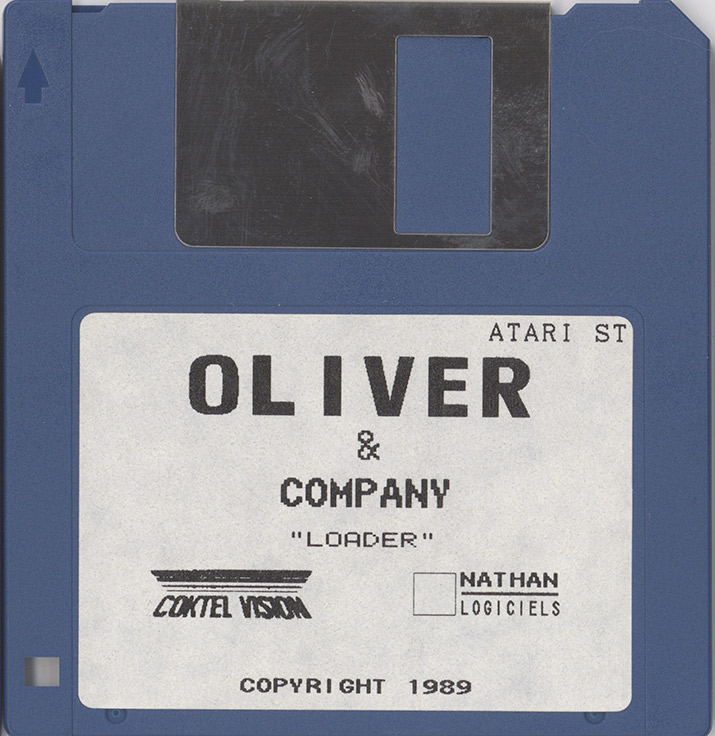 ATARI ST
OLIVER
&
COMPANY
"LOADER"
COKTEL VISION
NATHAN
LOGICIELS
COPYRIGHT 1989